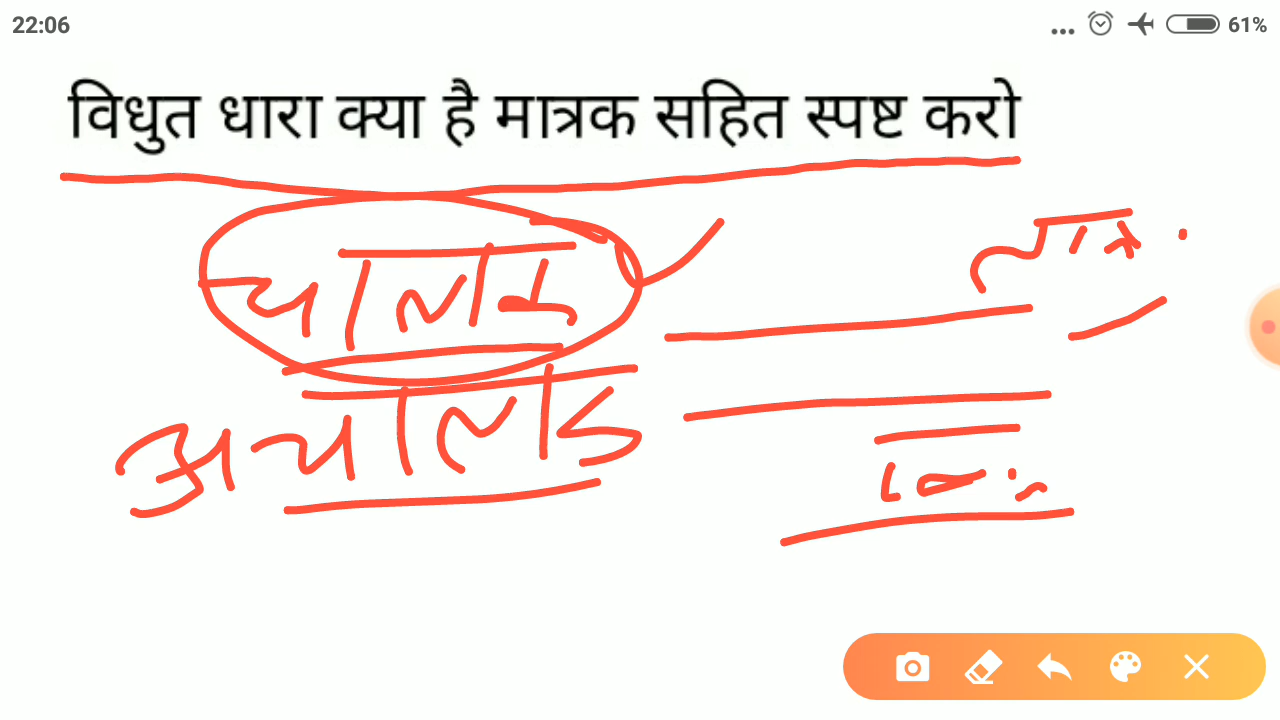 22:06 ... 61%
विधुत धारा क्या है मात्रक सहित स्पष्ट करो
चालक
अचालक